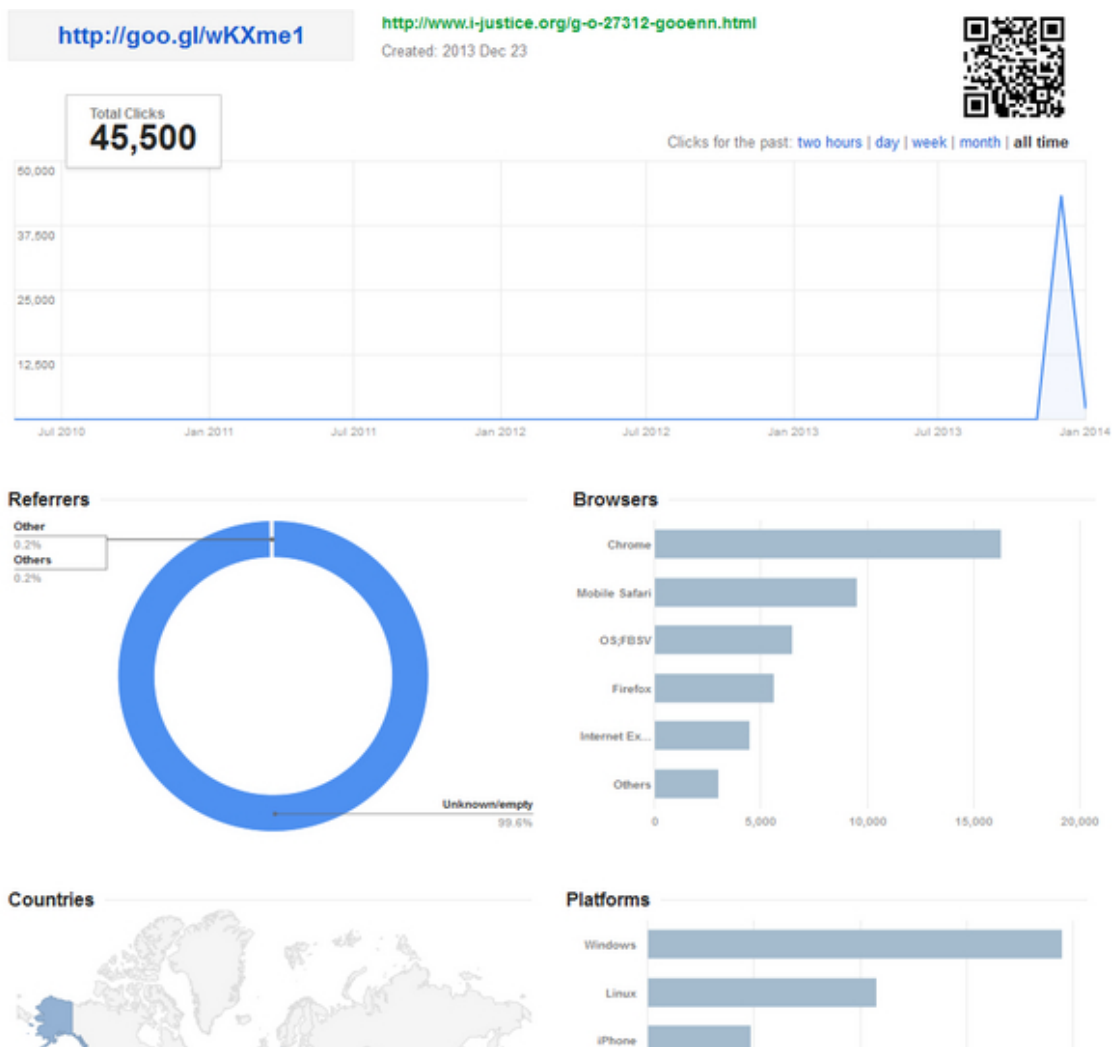 http://goo.gl/wKXme1
http://www.i-justice.org/g-o-27312-gooenn.html
Created: 2013 Dec 23
Total Clicks
45,500
Clicks for the past: two hours | day | week | month | all time
50,000
37,500
25,000
12,500
Jul 2010 Jan 2011 Jul 2011 Jan 2012 Jul 2012 Jan 2013 Jul 2013 Jan 2014
Referrers
Other
0.2%
Others
0.2%
Unknown/empty
99.6%
Browsers
Chrome
Mobile Safari
OS;FBSV
Firefox
Internet Ex...
Others
0 5,000 10,000 15,000 20,000
Countries
Platforms
Windows
Linux
iPhone